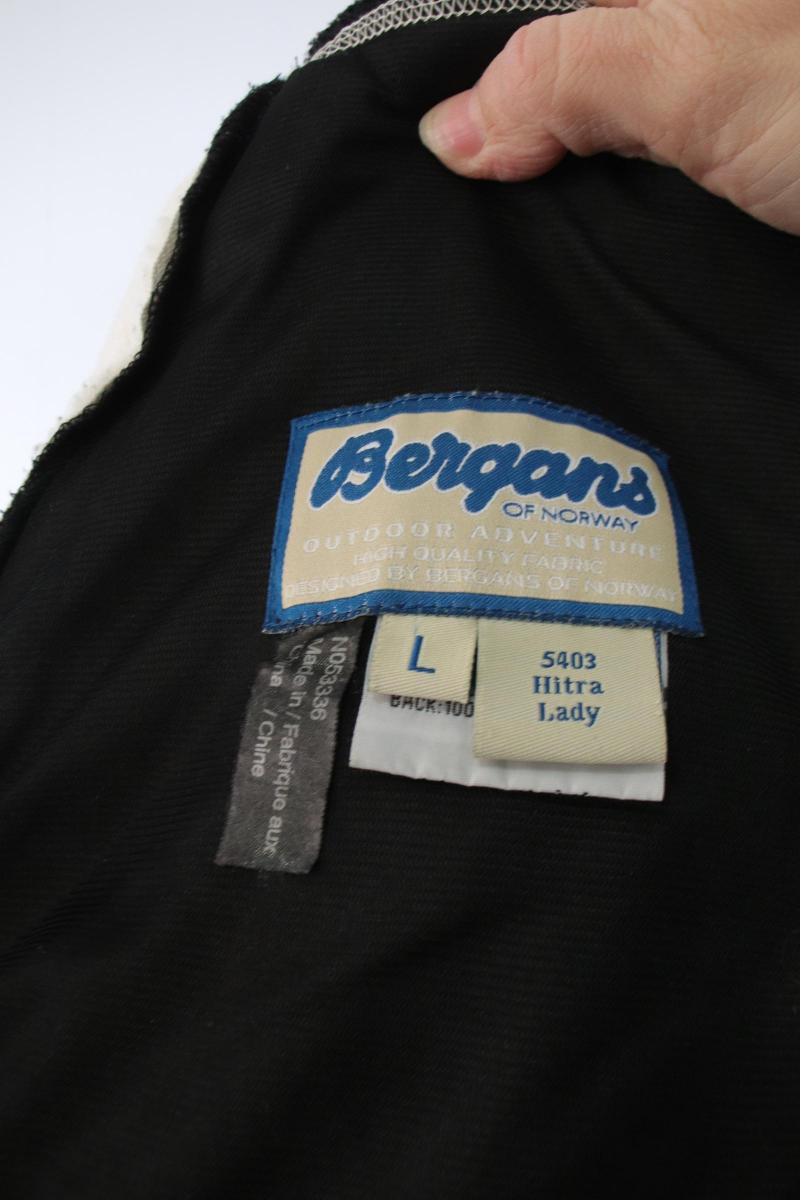 Bergans
OF NORWAY
OUTDOOR ADVENTURE
HIGH QUALITY FABRIC
DESIGNED BY BERGANS OF NORWAY
L
5403
Hitra
Lady
BACK:100
N053336
Made in / Fabrique aux
/ Chine